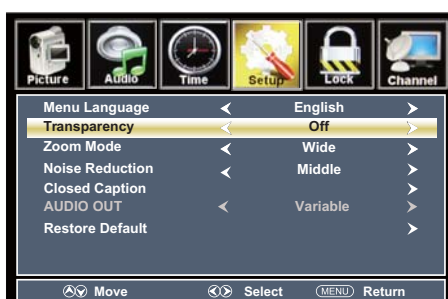 Picture Audio Time Setup Lock Channel
Menu Language English
Transparency Off
Zoom Mode Wide
Noise Reduction Middle
Closed Caption
AUDIO OUT Variable
Restore Default
Move Select MENU Return